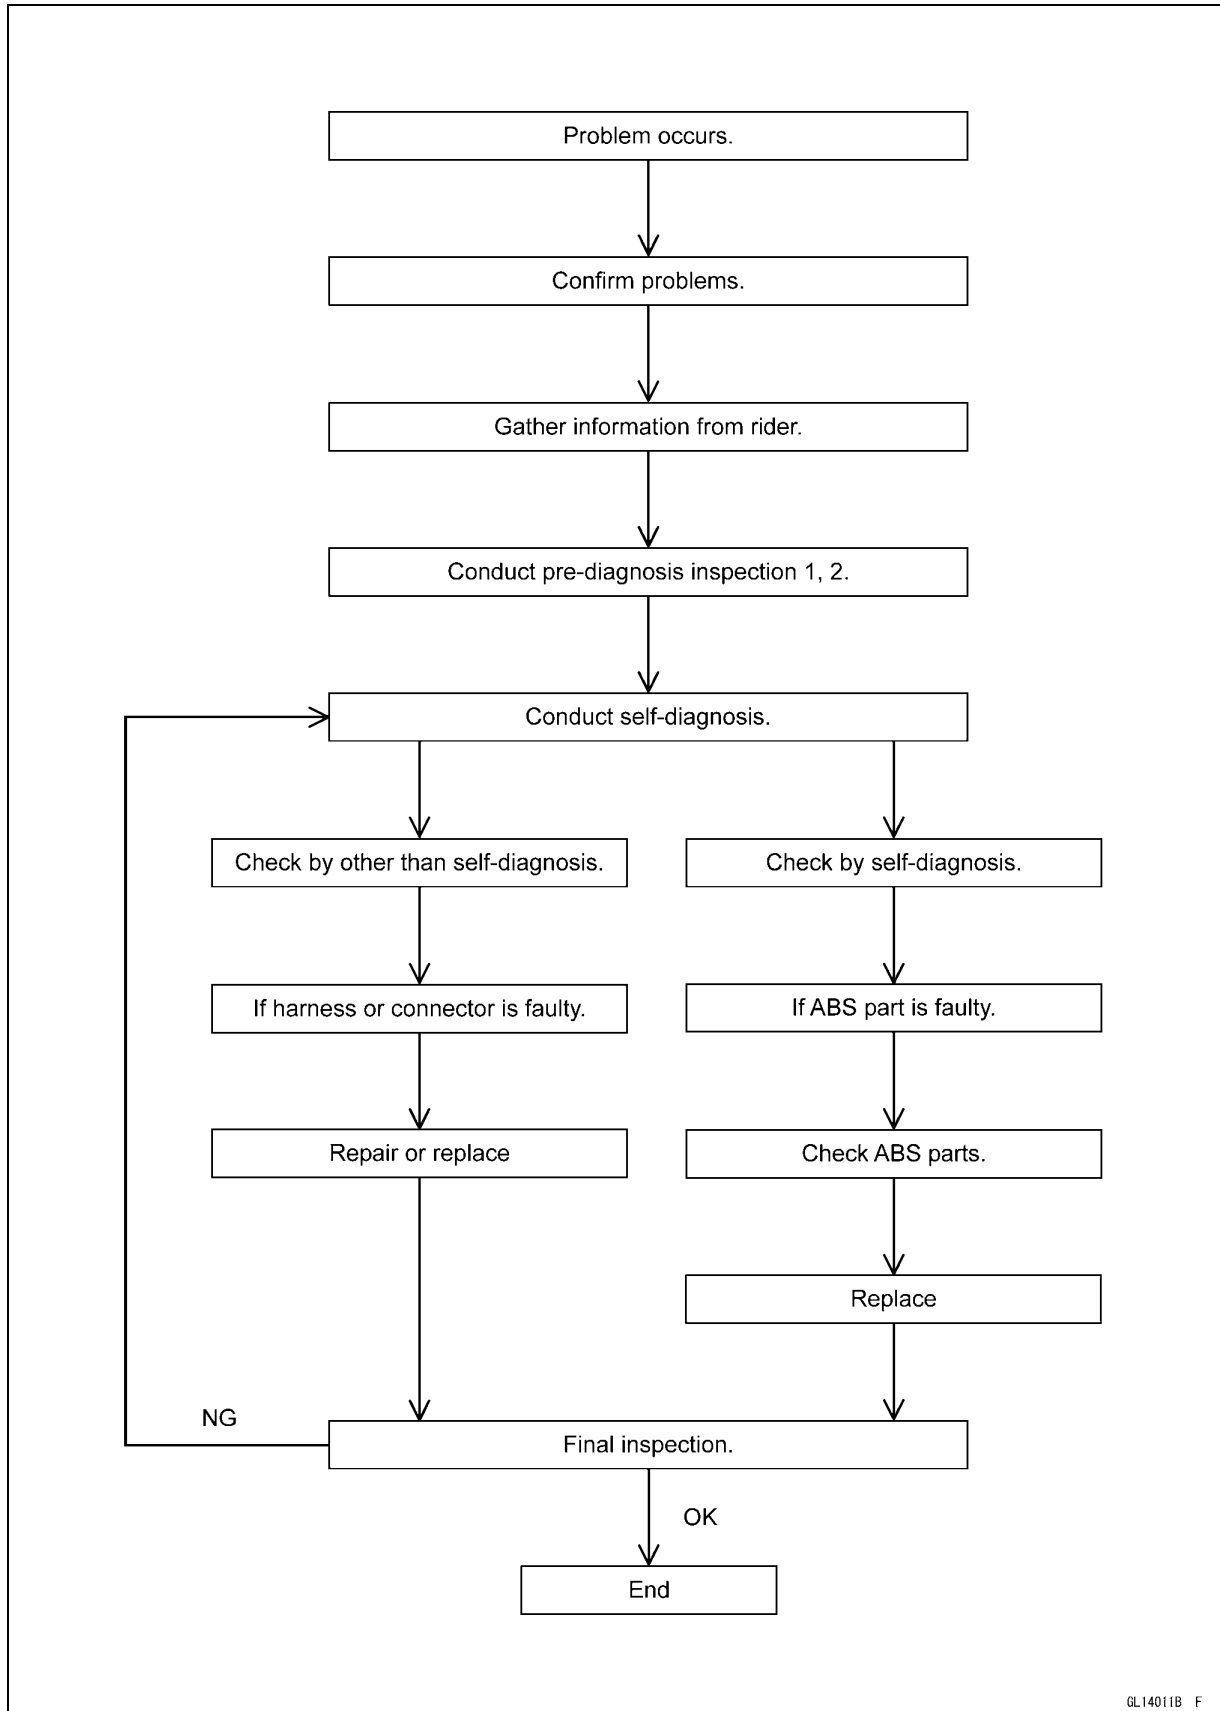 Problem occurs.
Confirm problems.
Gather information from rider.
Conduct pre-diagnosis inspection 1, 2.
Conduct self-diagnosis.
Check by other than self-diagnosis.
Check by self-diagnosis.
If harness or connector is faulty.
If ABS part is faulty.
Repair or replace
Check ABS parts.
Replace
NG
Final inspection.
OK
End
GL14011B F